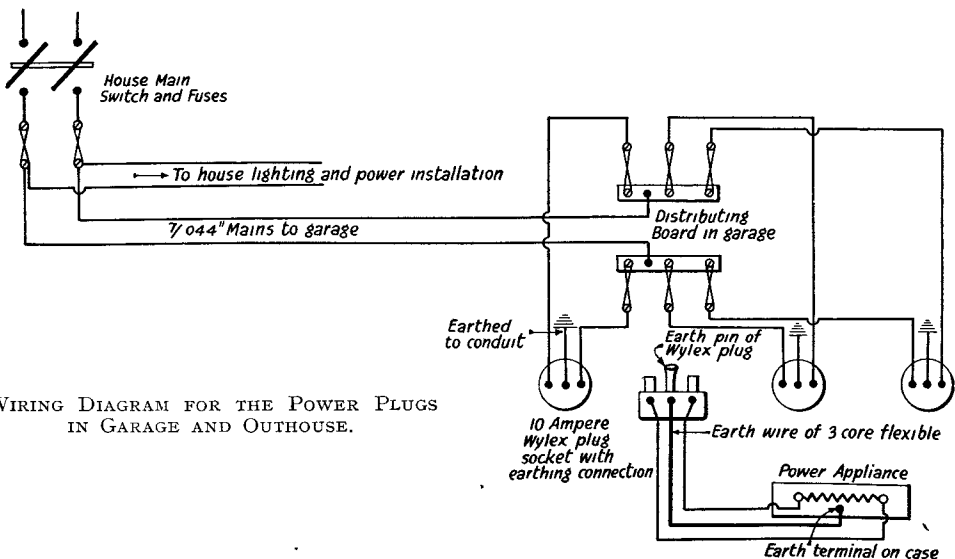 House Main
Switch and Fuses
To house lighting and power installation
7/044" Mains to garage
Distributing
Board in garage
Earthed
to conduit
Earth pin of
Wylex plug
WIRING DIAGRAM FOR THE POWER PLUGS
IN GARAGE AND OUTHOUSE.
10 Ampere
Wylex plug
socket with
earthing connection
Earth wire of 3 core flexible
Power Appliance
Earth terminal on case